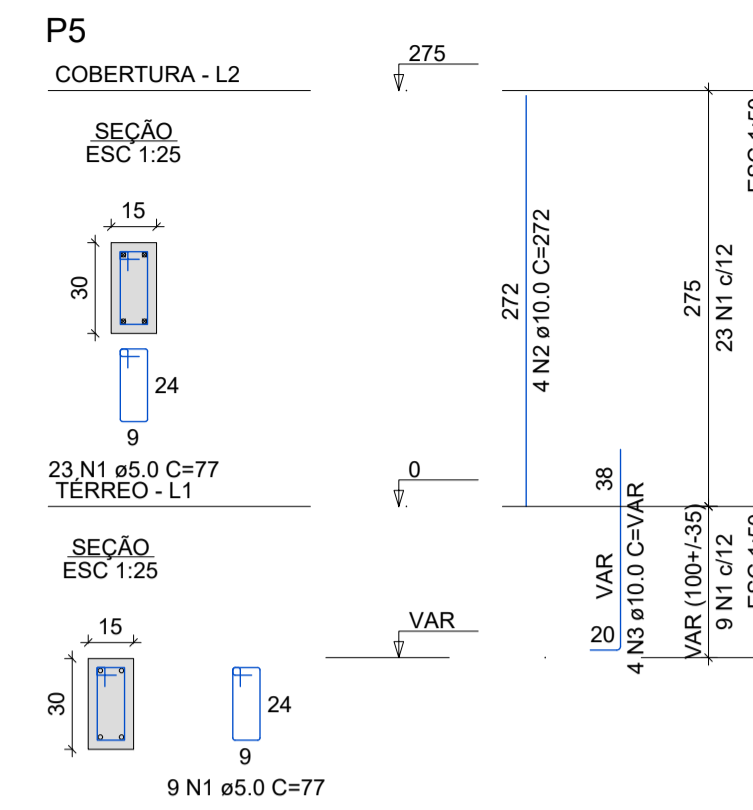 P5
COBERTURA - L2
275
SEÇÃO
ESC 1:25
15
30
24
9
23 N1 ø5.0 C=77
272
4 N2 ø10.0 C=272
275
23 N1 c/12
TÉRREO - L1
0
SEÇÃO
ESC 1:25
15
30
24
9
9 N1 ø5.0 C=77
VAR
38
VAR
20
4 N3 ø10.0 C=VAR
VAR (100+/-35)
9 N1 c/12